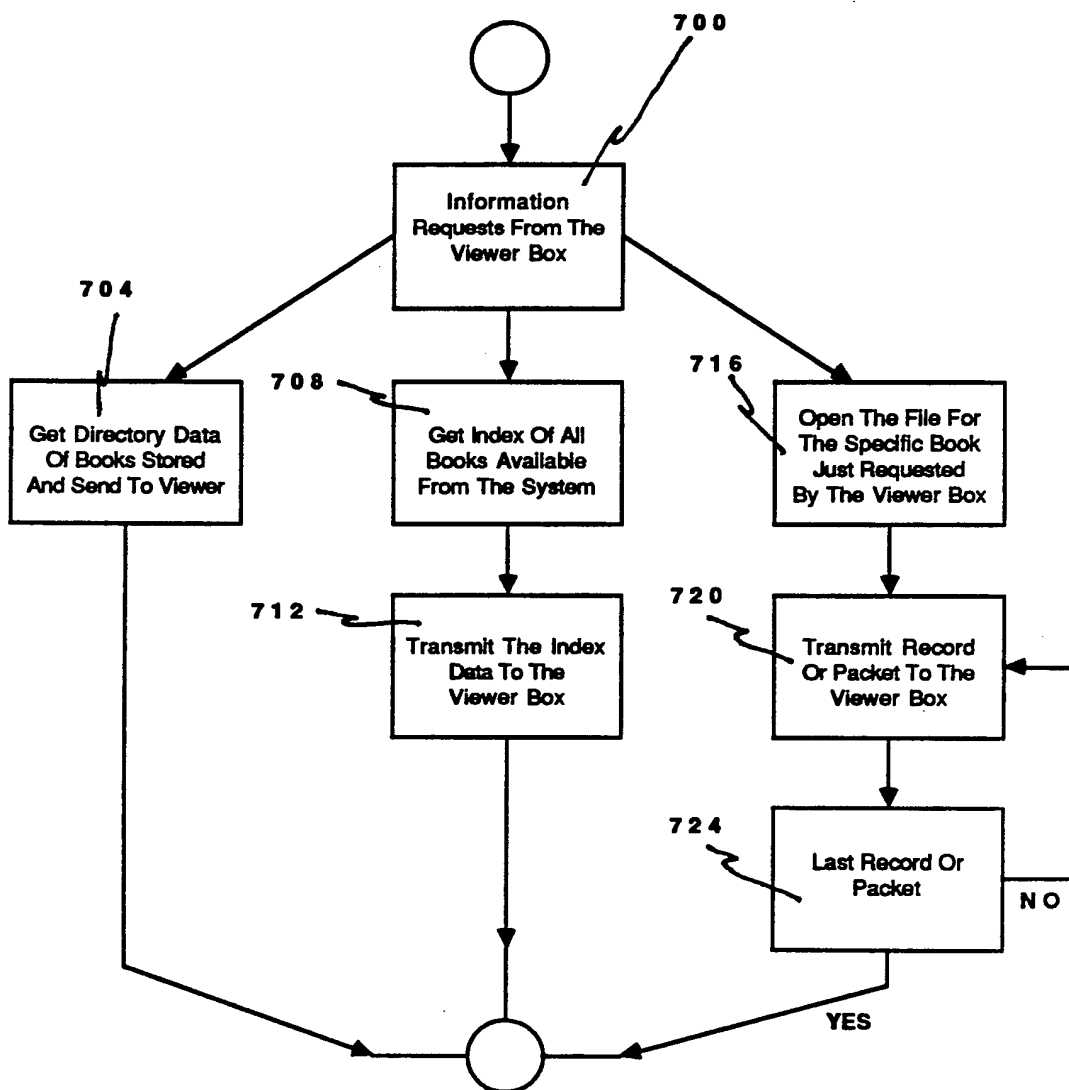 700
Information
Requests From The
Viewer Box
704
708
716
Get Directory Data
Of Books Stored
And Send To Viewer
Get Index Of All
Books Available
From The System
Open The File For
The Specific Book
Just Requested
By The Viewer Box
712
720
Transmit The Index
Data To The
Viewer Box
Transmit Record
Or Packet To The
Viewer Box
724
Last Record Or
Packet
NO
YES